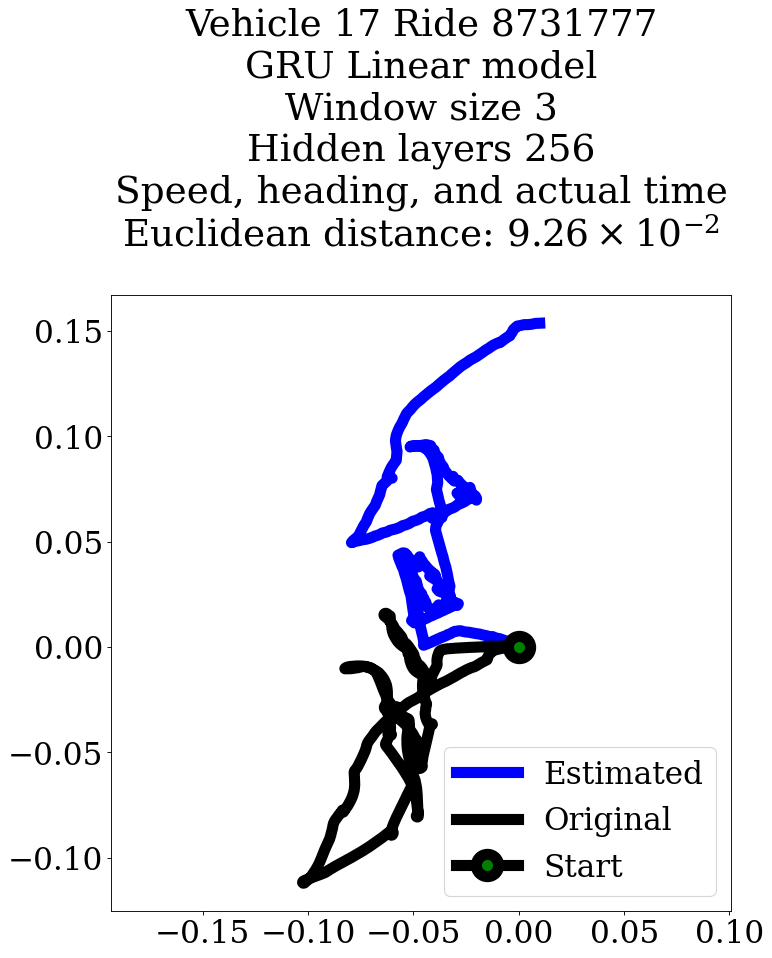 Vehicle 17 Ride 8731777
GRU Linear model
Window size 3
Hidden layers 256
Speed, heading, and actual time
Euclidean distance: 9.26 × 10⁻²
0.15
0.10
0.05
0.00
−0.05
−0.10
Estimated
Original
Start
−0.15 −0.10 −0.05 0.00 0.05 0.10